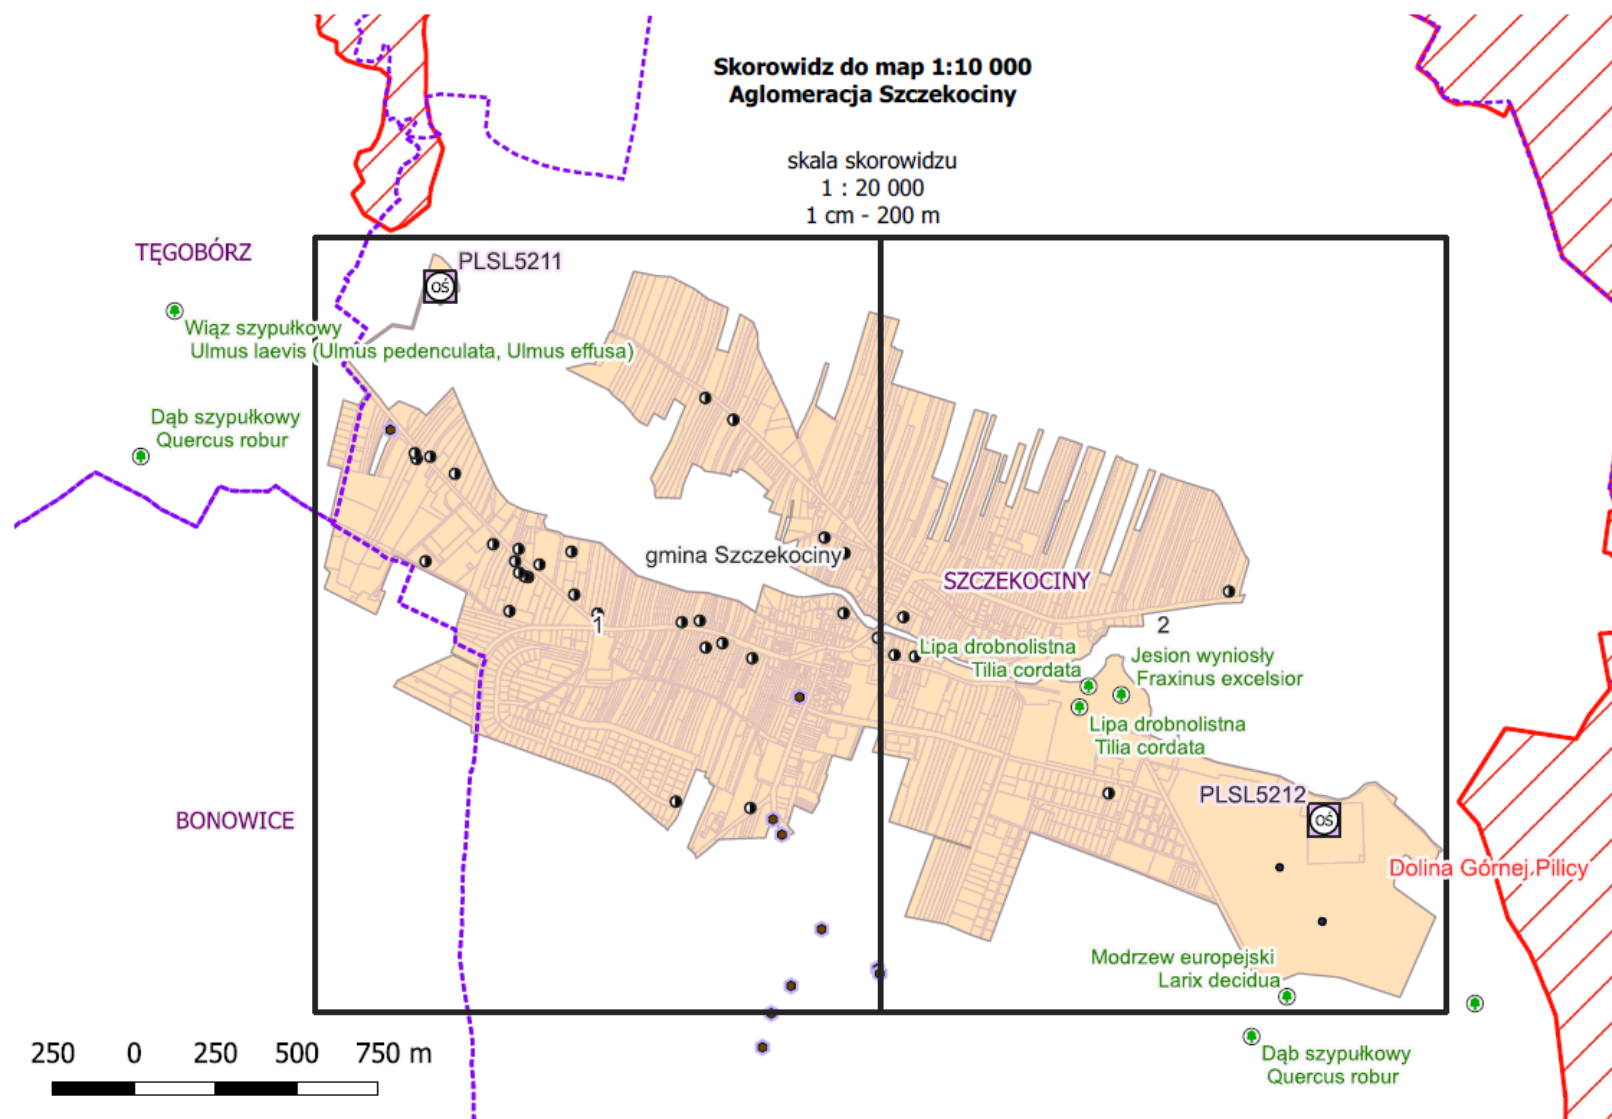 Skorowidz do map 1:10 000
Aglomeracja Szczekociny
skala skorowidzu
1 : 20 000
1 cm - 200 m
TĘGOBÓRZ
PLSL5211
OŚ
Wiąz szypułkowy
Ulmus laevis (Ulmus pedenculata, Ulmus effusa)
Dąb szypułkowy
Quercus robur
gmina Szczekociny
SZCZEKOCINY
1
2
Lipa drobnolistna
Tilia cordata
Jesion wyniosły
Fraxinus excelsior
Lipa drobnolistna
Tilia cordata
PLSL5212
OŚ
BONOWICE
Dolina Górnej Pilicy
Modrzew europejski
Larix decidua
250 0 250 500 750 m
Dąb szypułkowy
Quercus robur